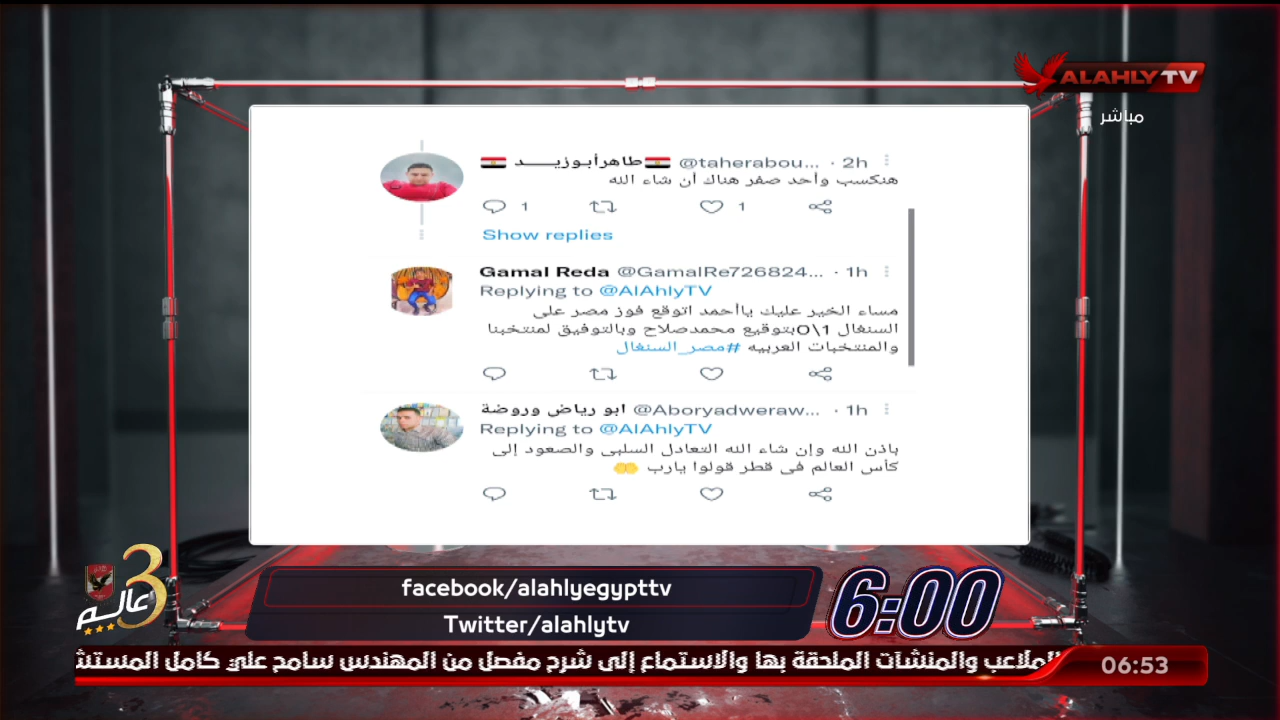 ALAHLY TV
مباشر
طاهرأبوزيـــــد @taherabou... · 2h
هنكسب وأحد صفر هناك أن شاء الله
1 1
Show replies
Gamal Reda @GamalRe726824... · 1h
Replying to @AlAhlyTV
مساء الخير عليك ياأحمد اتوقع فوز مصر على
السنغال 1\0بتوقيع محمدصلاح وبالتوفيق لمنتخبنا
والمنتخبات العربيه #مصر_السنغال
ابو رياض وروضة @Aboryadweraw... · 1h
Replying to @AlAhlyTV
باذن الله وإن شاء الله التعادل السلبى والصعود إلى
كأس العالم فى قطر قولوا يارب 🤲
3 عالم
facebook/alahlyegypttv
Twitter/alahlytv
6:00
الملاعب والمنشآت الملحقة بها والاستماع إلى شرح مفصل من المهندس سامح علي كامل المستش
06:53